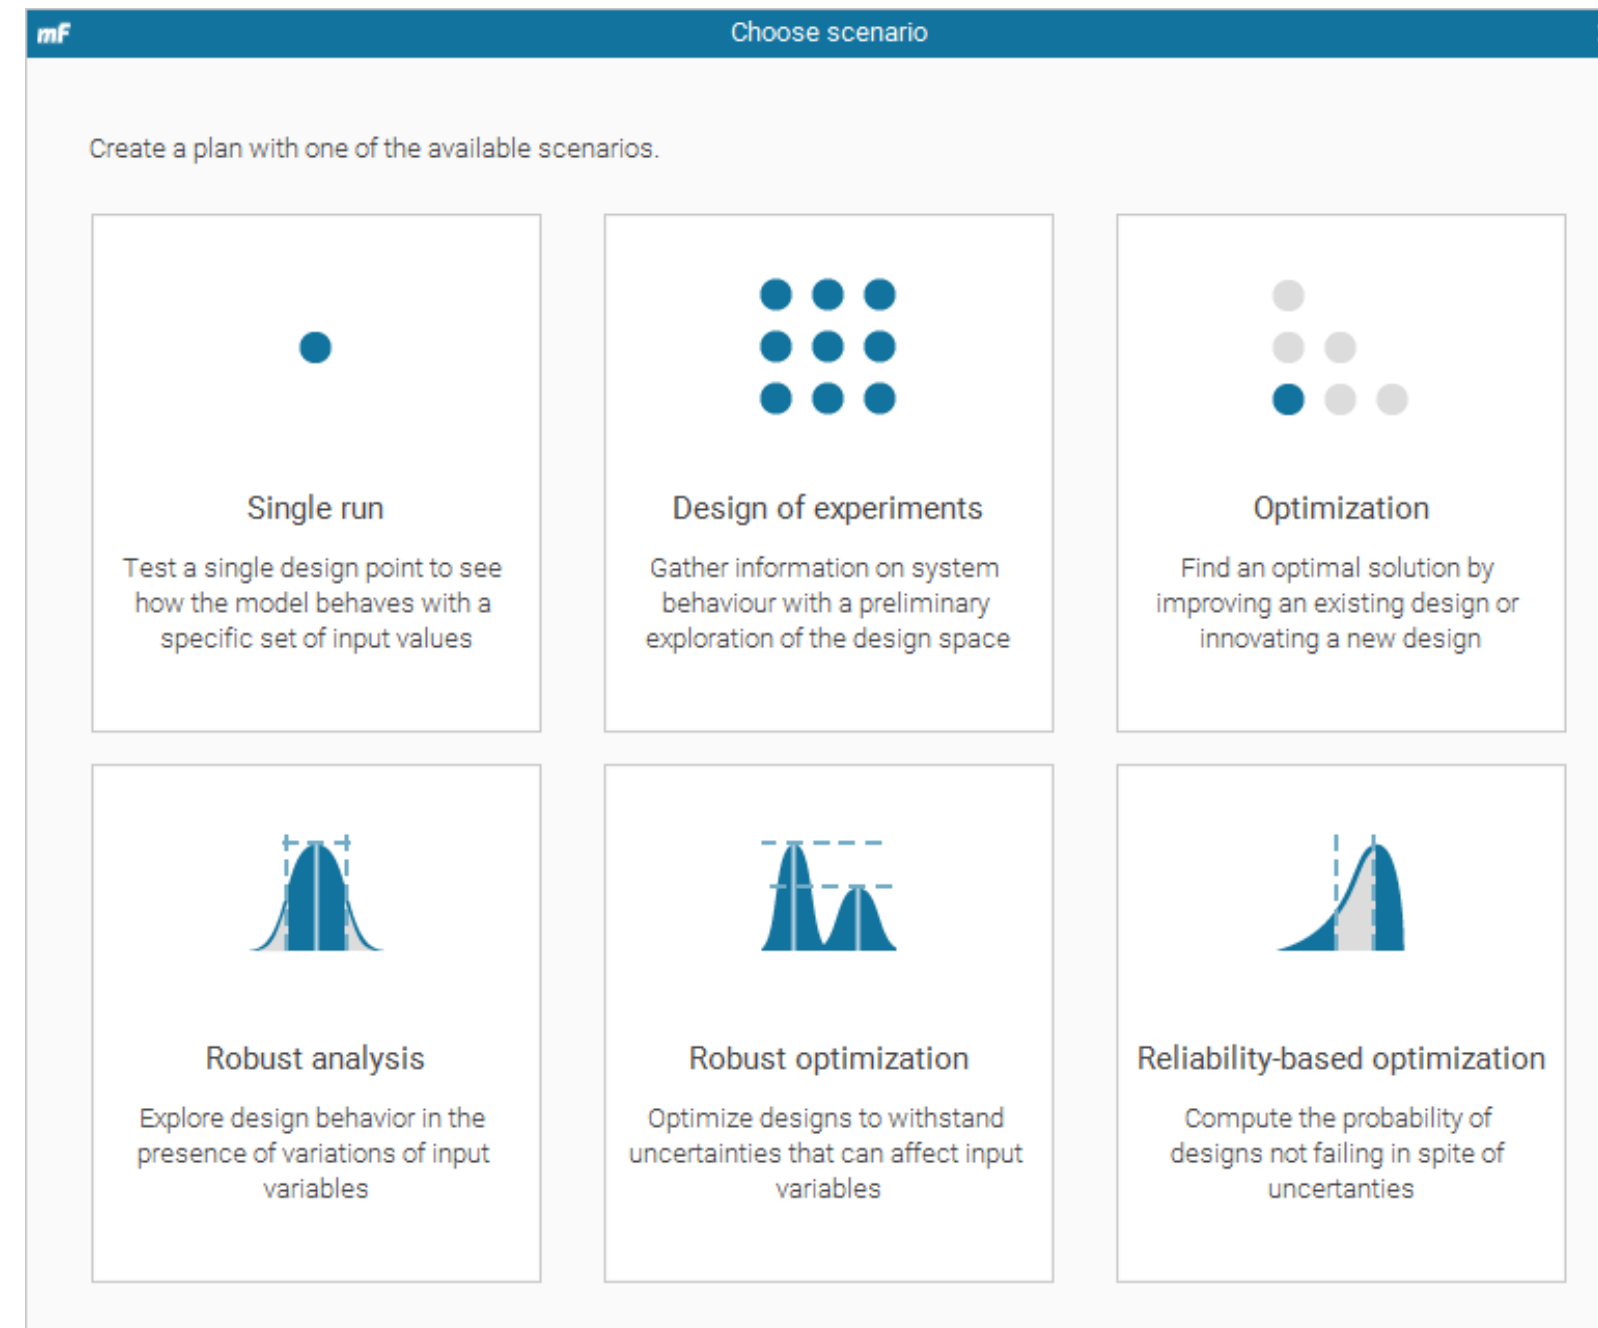 mF
Choose scenario
Create a plan with one of the available scenarios.
Single run
Test a single design point to see
how the model behaves with a
specific set of input values
Design of experiments
Gather information on system
behaviour with a preliminary
exploration of the design space
Optimization
Find an optimal solution by
improving an existing design or
innovating a new design
Robust analysis
Explore design behavior in the
presence of variations of input
variables
Robust optimization
Optimize designs to withstand
uncertainties that can affect input
variables
Reliability-based optimization
Compute the probability of
designs not failing in spite of
uncertanties